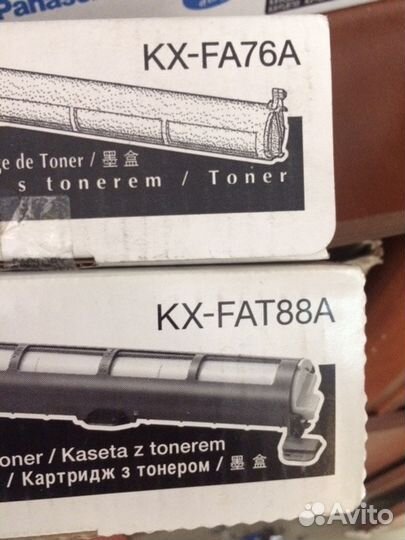 Panaso
KX-FA76A
ge de Toner / 墨盒
s tonerem / Toner
KX-FAT88A
oner / Kaseta z tonerem
/ Картридж з тонером / 墨盒
Avito